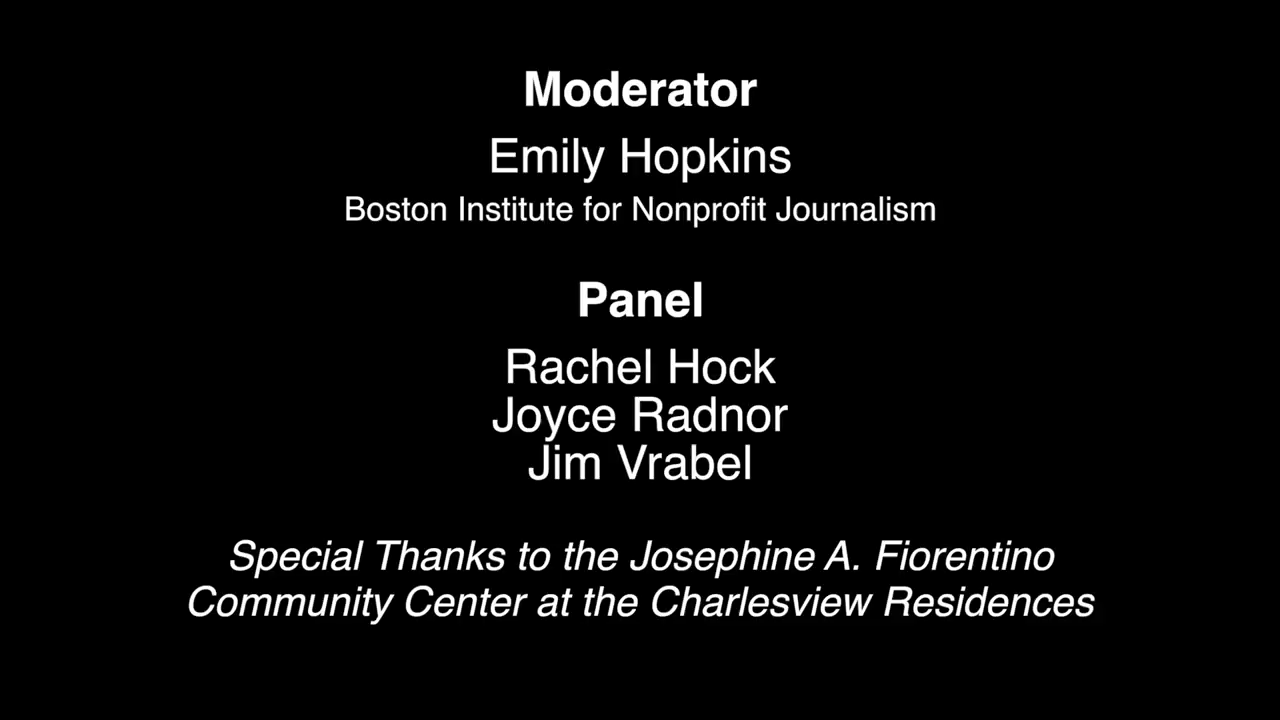 Moderator
Emily Hopkins
Boston Institute for Nonprofit Journalism
Panel
Rachel Hock
Joyce Radnor
Jim Vrabel
Special Thanks to the Josephine A. Fiorentino
Community Center at the Charlesview Residences